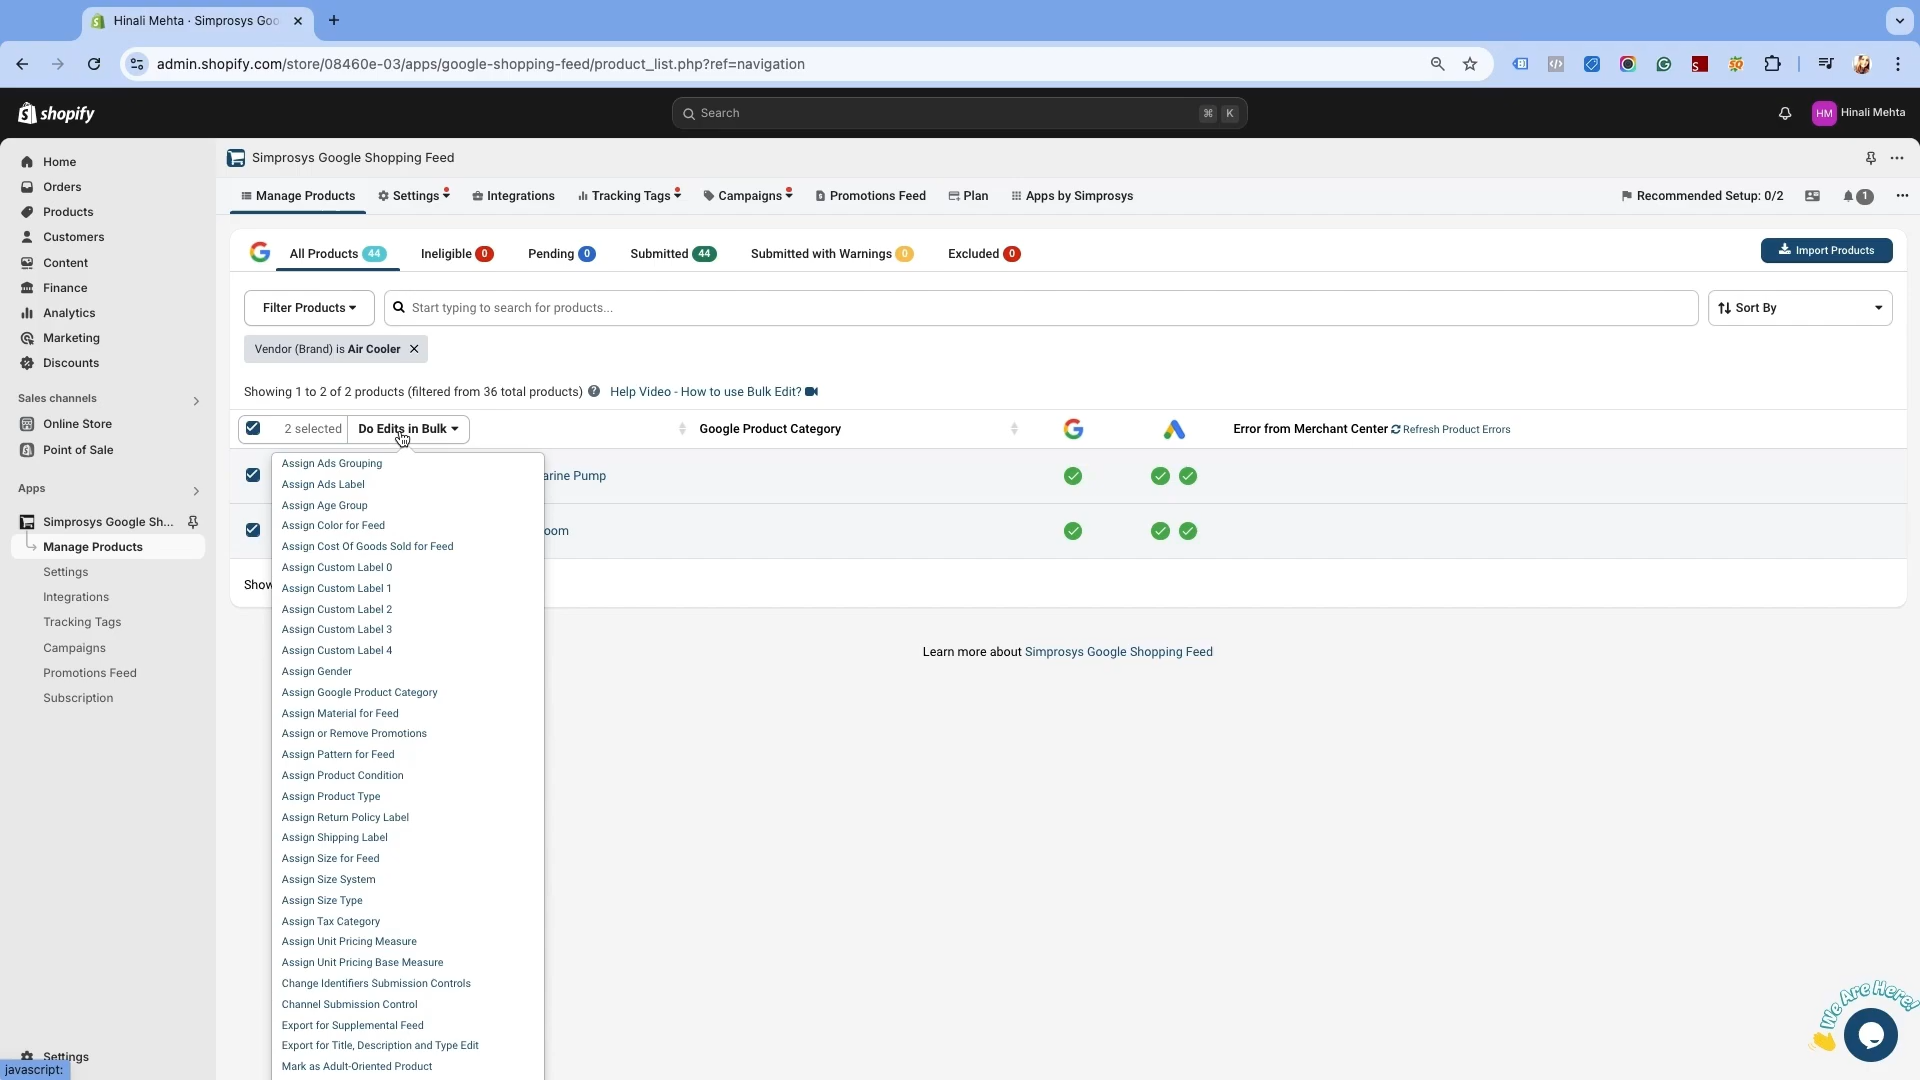 Hinali Mehta · Simprosys Goo
admin.shopify.com/store/08460e-03/apps/google-shopping-feed/product_list.php?ref=navigation
shopify
Search
⌘ K
HM Hinali Mehta
Home
Orders
Products
Customers
Content
Finance
Analytics
Marketing
Discounts
Sales channels
Online Store
Point of Sale
Apps
Simprosys Google Sh...
Manage Products
Settings
Integrations
Tracking Tags
Campaigns
Promotions Feed
Subscription
Settings
javascript:
Simprosys Google Shopping Feed
Manage Products Settings Integrations Tracking Tags Campaigns Promotions Feed Plan Apps by Simprosys Recommended Setup: 0/2 1
All Products 44 Ineligible 0 Pending 0 Submitted 44 Submitted with Warnings 0 Excluded 0 Import Products
Filter Products Start typing to search for products... Sort By
Vendor (Brand) is Air Cooler
Showing 1 to 2 of 2 products (filtered from 36 total products) Help Video - How to use Bulk Edit?
2 selected Do Edits in Bulk Google Product Category Error from Merchant Center Refresh Product Errors
arine Pump
oom
Show
Assign Ads Grouping
Assign Ads Label
Assign Age Group
Assign Color for Feed
Assign Cost Of Goods Sold for Feed
Assign Custom Label 0
Assign Custom Label 1
Assign Custom Label 2
Assign Custom Label 3
Assign Custom Label 4
Assign Gender
Assign Google Product Category
Assign Material for Feed
Assign or Remove Promotions
Assign Pattern for Feed
Assign Product Condition
Assign Product Type
Assign Return Policy Label
Assign Shipping Label
Assign Size for Feed
Assign Size System
Assign Size Type
Assign Tax Category
Assign Unit Pricing Measure
Assign Unit Pricing Base Measure
Change Identifiers Submission Controls
Channel Submission Control
Export for Supplemental Feed
Export for Title, Description and Type Edit
Mark as Adult-Oriented Product
Learn more about Simprosys Google Shopping Feed
We Are Here!